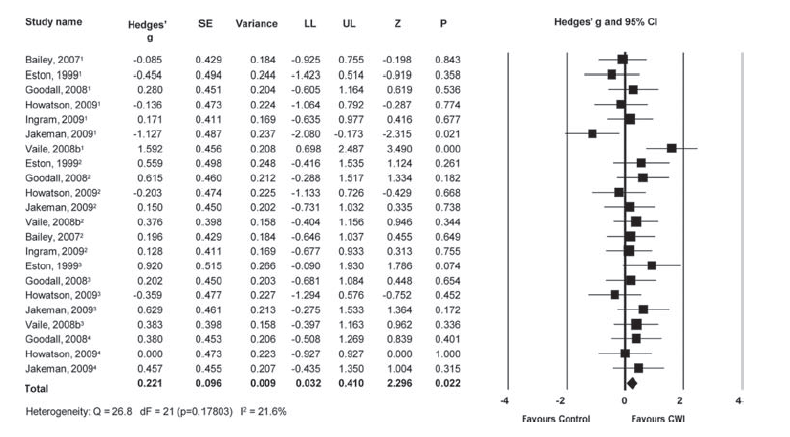 Study name Hedges' g SE Variance LL UL Z P Hedges' g and 95% CI
Bailey, 2007¹ -0.085 0.429 0.184 -0.925 0.755 -0.198 0.843
Eston, 1999¹ -0.454 0.494 0.244 -1.423 0.514 -0.919 0.358
Goodall, 2008¹ 0.280 0.451 0.204 -0.605 1.164 0.619 0.536
Howatson, 2009¹ -0.136 0.473 0.224 -1.064 0.792 -0.287 0.774
Ingram, 2009¹ 0.171 0.411 0.169 -0.635 0.977 0.416 0.677
Jakeman, 2009¹ -1.127 0.487 0.237 -2.080 -0.173 -2.315 0.021
Vaile, 2008b¹ 1.592 0.456 0.208 0.698 2.487 3.490 0.000
Eston, 1999² 0.559 0.498 0.248 -0.416 1.535 1.124 0.261
Goodall, 2008² 0.615 0.460 0.212 -0.288 1.517 1.334 0.182
Howatson, 2009² -0.203 0.474 0.225 -1.133 0.726 -0.429 0.668
Jakeman, 2009² 0.150 0.450 0.202 -0.731 1.032 0.335 0.738
Vaile, 2008b² 0.376 0.398 0.158 -0.404 1.156 0.946 0.344
Bailey, 2007² 0.196 0.429 0.184 -0.646 1.037 0.455 0.649
Ingram, 2009² 0.128 0.411 0.169 -0.677 0.933 0.313 0.755
Eston, 1999³ 0.920 0.515 0.266 -0.090 1.930 1.786 0.074
Goodall, 2008³ 0.202 0.450 0.203 -0.681 1.084 0.448 0.654
Howatson, 2009³ -0.359 0.477 0.227 -1.294 0.576 -0.752 0.452
Jakeman, 2009³ 0.629 0.461 0.213 -0.275 1.533 1.364 0.172
Vaile, 2008b³ 0.383 0.398 0.158 -0.397 1.163 0.962 0.336
Goodall, 2008⁴ 0.380 0.453 0.206 -0.508 1.269 0.839 0.401
Howatson, 2009⁴ 0.000 0.473 0.223 -0.927 0.927 0.000 1.000
Jakeman, 2009⁴ 0.457 0.455 0.207 -0.435 1.350 1.004 0.315
Total 0.221 0.096 0.009 0.032 0.410 2.296 0.022
-4 -2 0 2 4
Favours Control Favours CWI
Heterogeneity: Q = 26.8 dF = 21 (p=0.17803) I² = 21.6%